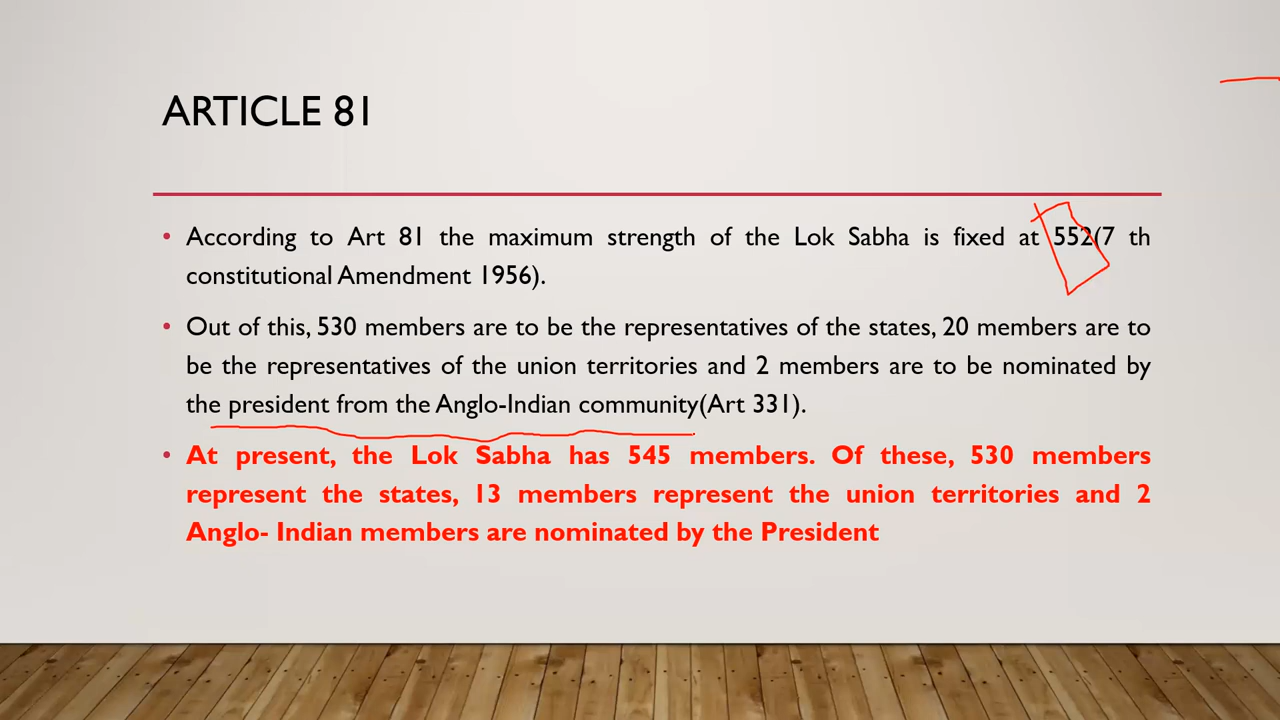 ARTICLE 81
• According to Art 81 the maximum strength of the Lok Sabha is fixed at 552(7 th
constitutional Amendment 1956).
• Out of this, 530 members are to be the representatives of the states, 20 members are to
be the representatives of the union territories and 2 members are to be nominated by
the president from the Anglo-Indian community(Art 331).
• At present, the Lok Sabha has 545 members. Of these, 530 members
represent the states, 13 members represent the union territories and 2
Anglo- Indian members are nominated by the President